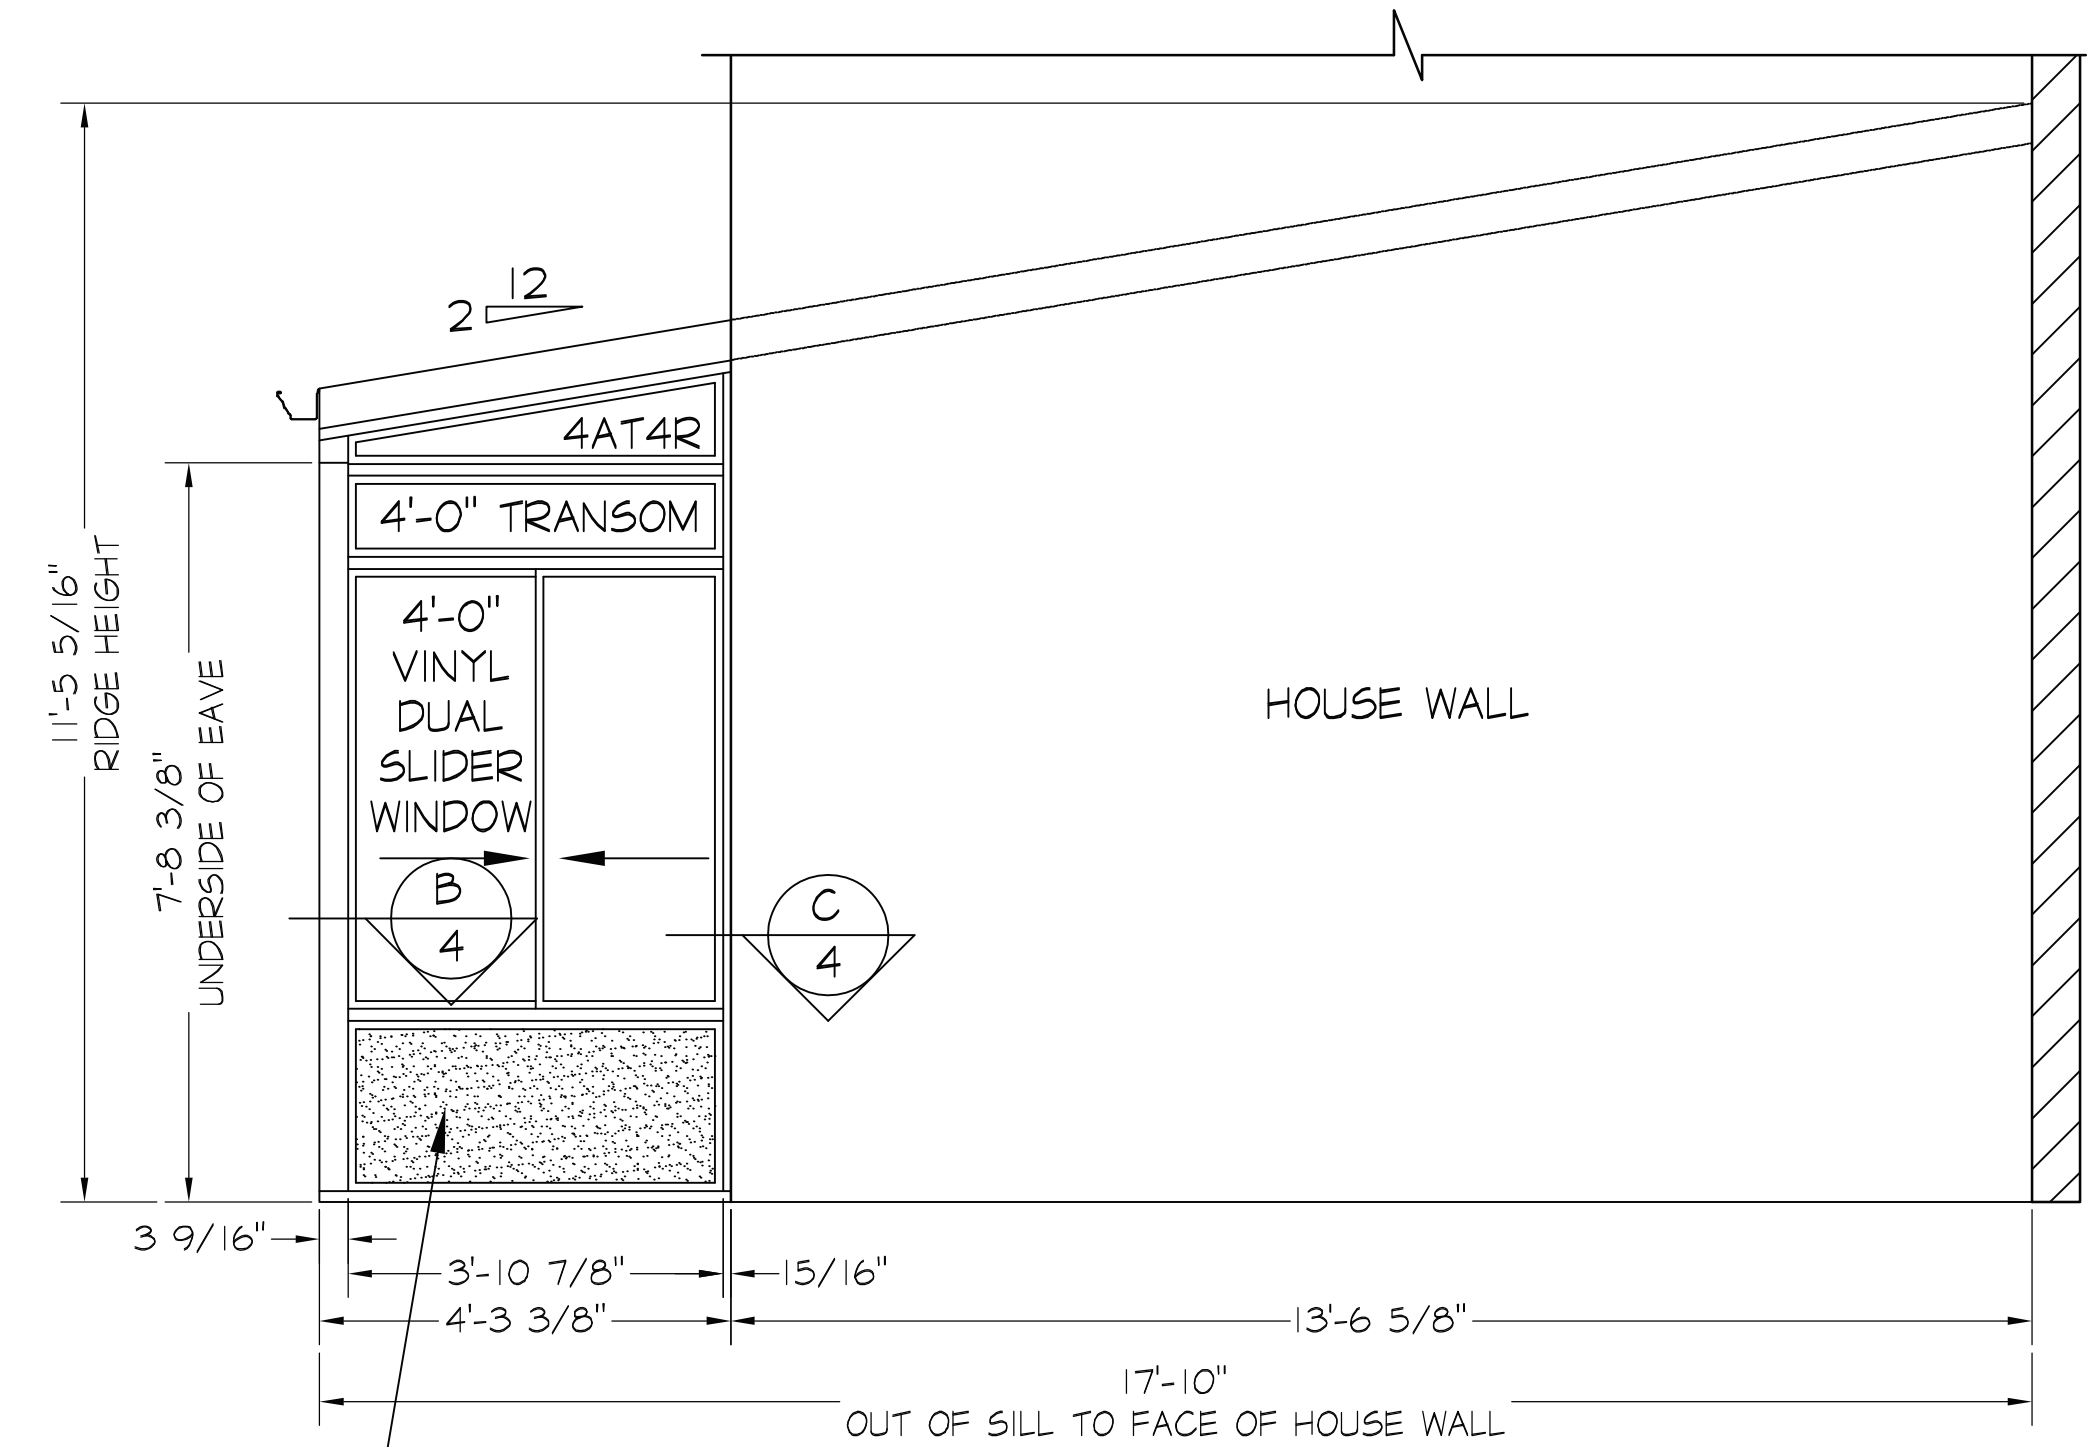 12
2
4AT4R
4'-0" TRANSOM
4'-0"
VINYL
DUAL
SLIDER
WINDOW
B
4
C
4
HOUSE WALL
11'-5 5/16"
RIDGE HEIGHT
7'-8 3/8"
UNDERSIDE OF EAVE
3 9/16"
3'-10 7/8"
15/16"
4'-3 3/8"
13'-6 5/8"
17'-10"
OUT OF SILL TO FACE OF HOUSE WALL